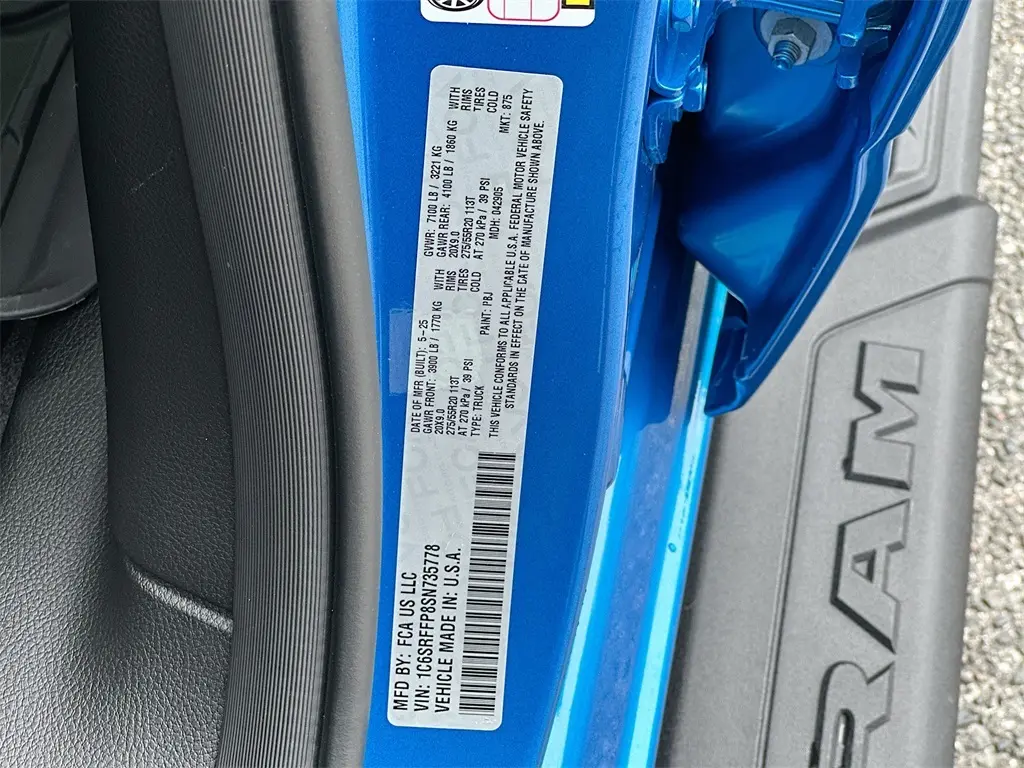 MFD BY: FCA US LLC
VIN: 1C6SRFFP8SN735778
VEHICLE MADE IN: U.S.A.
DATE OF MFR (BUILT): 5-25 GVWR: 7100 LB / 3221 KG
GAWR FRONT: 3900 LB / 1770 KG WITH GAWR REAR: 4100 LB / 1860 KG WITH
20X9.0 RIMS 20X9.0 RIMS
275/55R20 113T TIRES 275/55R20 113T TIRES
AT 270 kPa / 39 PSI COLD AT 270 kPa / 39 PSI COLD
TYPE: TRUCK PAINT: PBJ MDH: 042905 MKT: 875
THIS VEHICLE CONFORMS TO ALL APPLICABLE U.S.A. FEDERAL MOTOR VEHICLE SAFETY
STANDARDS IN EFFECT ON THE DATE OF MANUFACTURE SHOWN ABOVE.
RAM